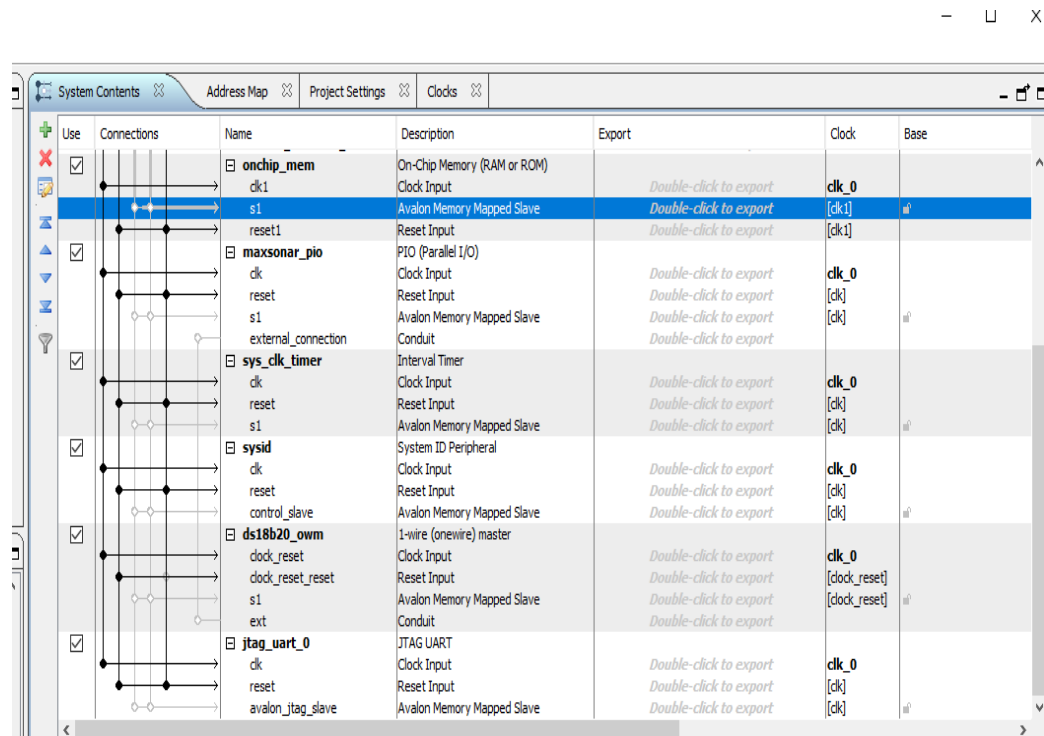 System Contents Address Map Project Settings Clocks
Use Connections Name Description Export Clock Base
onchip_mem On-Chip Memory (RAM or ROM)
clk1 Clock Input Double-click to export clk_0
s1 Avalon Memory Mapped Slave Double-click to export [clk1]
reset1 Reset Input Double-click to export [clk1]
maxsonar_pio PIO (Parallel I/O)
clk Clock Input Double-click to export clk_0
reset Reset Input Double-click to export [clk]
s1 Avalon Memory Mapped Slave Double-click to export [clk]
external_connection Conduit Double-click to export
sys_clk_timer Interval Timer
clk Clock Input Double-click to export clk_0
reset Reset Input Double-click to export [clk]
s1 Avalon Memory Mapped Slave Double-click to export [clk]
sysid System ID Peripheral
clk Clock Input Double-click to export clk_0
reset Reset Input Double-click to export [clk]
control_slave Avalon Memory Mapped Slave Double-click to export [clk]
ds18b20_owm 1-wire (onewire) master
clock_reset Clock Input Double-click to export clk_0
clock_reset_reset Reset Input Double-click to export [clock_reset]
s1 Avalon Memory Mapped Slave Double-click to export [clock_reset]
ext Conduit Double-click to export
jtag_uart_0 JTAG UART
clk Clock Input Double-click to export clk_0
reset Reset Input Double-click to export [clk]
avalon_jtag_slave Avalon Memory Mapped Slave Double-click to export [clk]